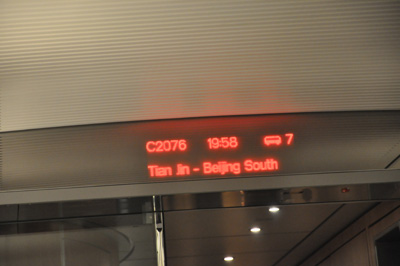 C2076 19:58 7
Tian Jin - Beijing South